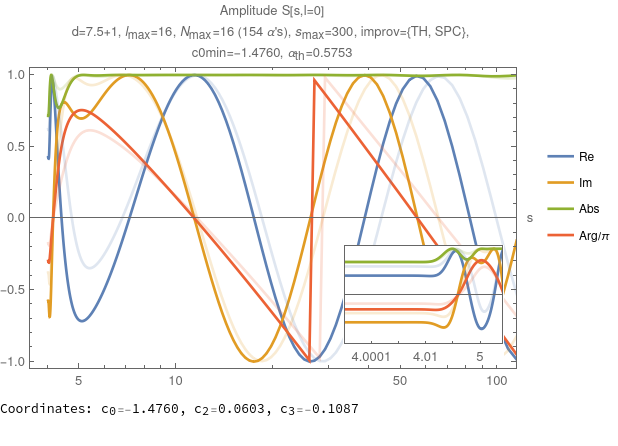 Amplitude S[s,l=0]
d=7.5+1, lmax=16, Nmax=16 (154 α's), smax=300, improv={TH, SPC},
c0min=-1.4760, αth=0.5753
1.0
0.5
0.0
-0.5
-1.0
5
10
50
100
s
Re
Im
Abs
Arg/π
4.0001
4.01
5
Coordinates: c0=-1.4760, c2=0.0603, c3=-0.1087